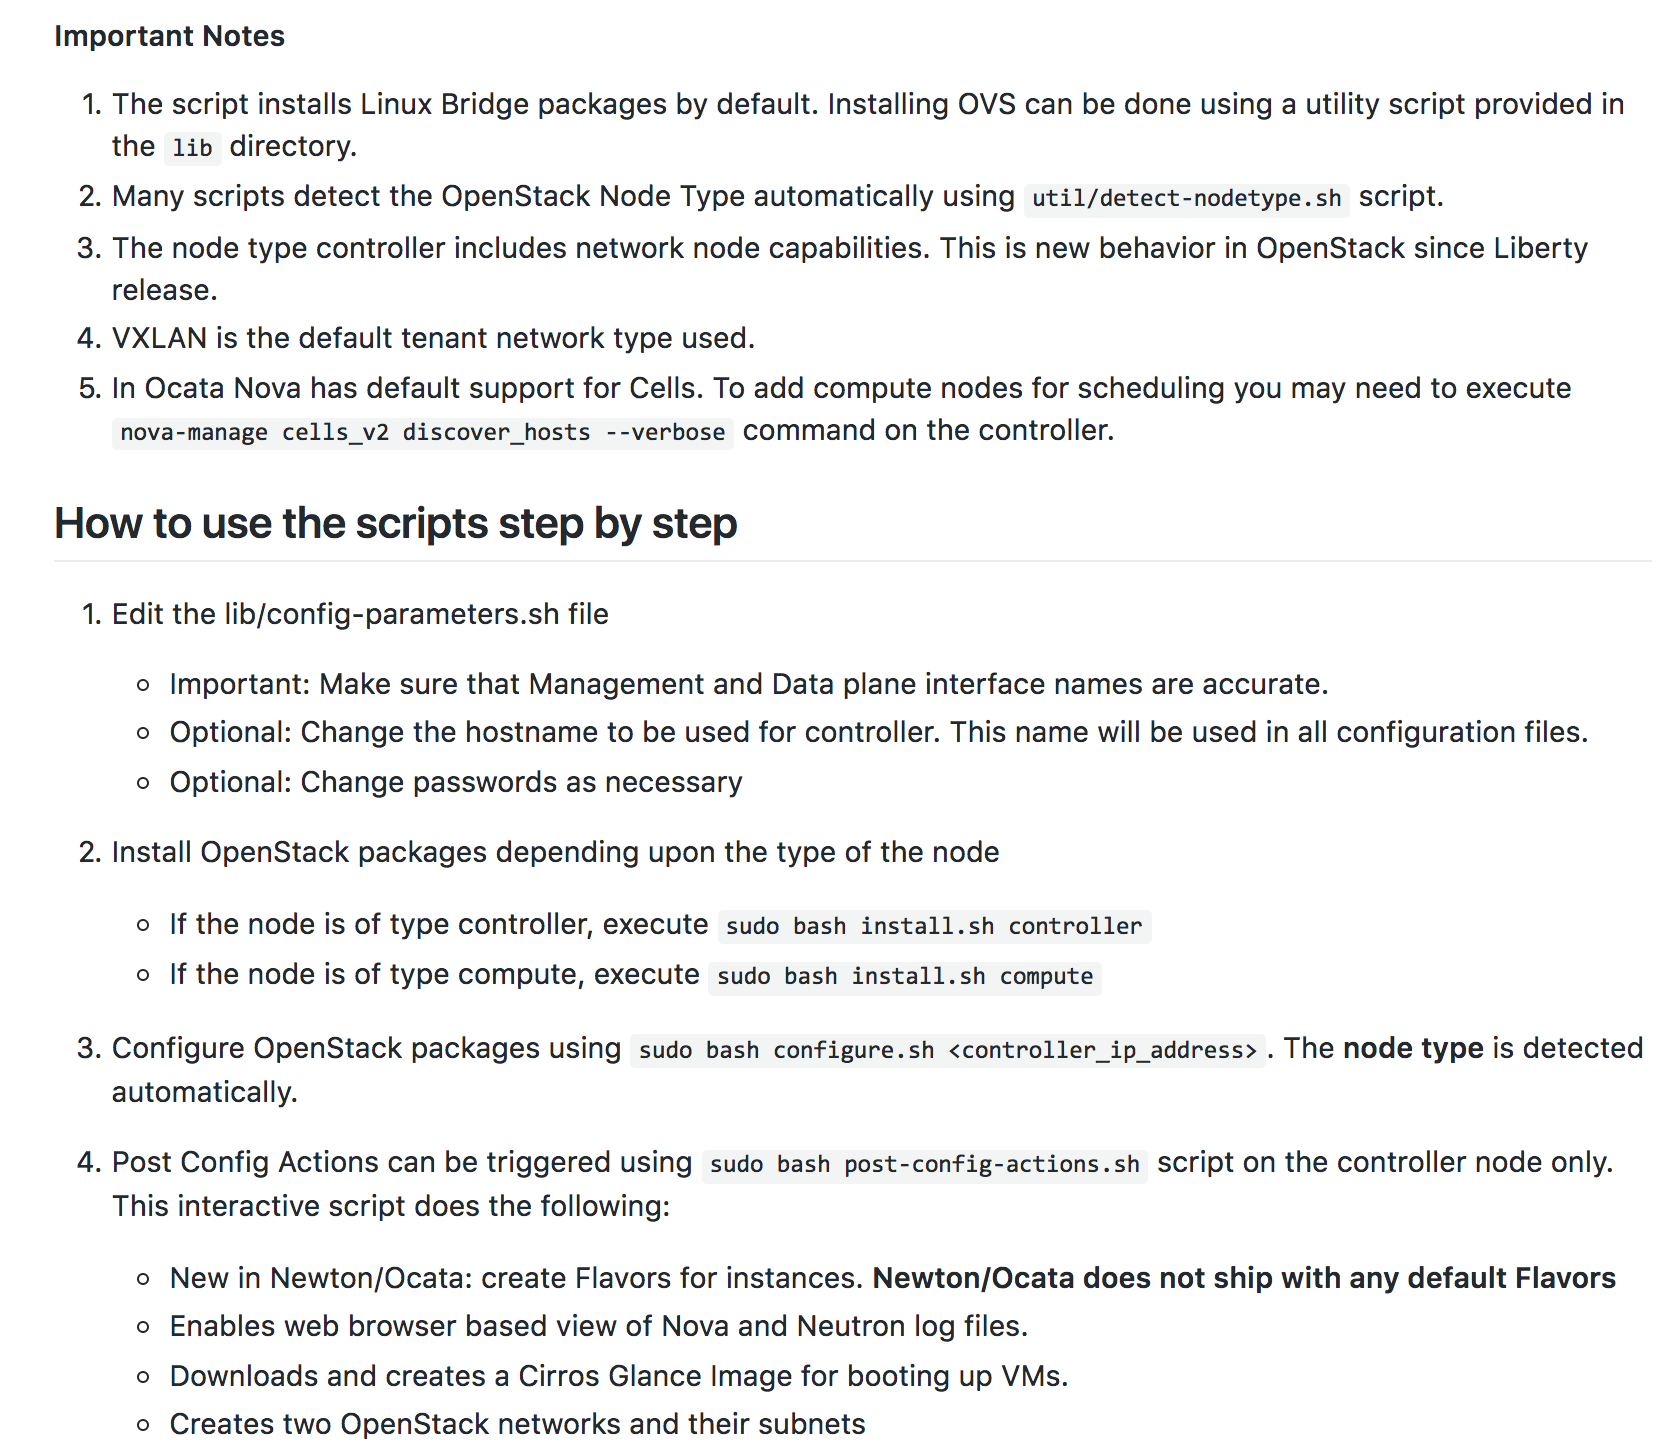 Important Notes
1. The script installs Linux Bridge packages by default. Installing OVS can be done using a utility script provided in
the lib directory.
2. Many scripts detect the OpenStack Node Type automatically using util/detect-nodetype.sh script.
3. The node type controller includes network node capabilities. This is new behavior in OpenStack since Liberty
release.
4. VXLAN is the default tenant network type used.
5. In Ocata Nova has default support for Cells. To add compute nodes for scheduling you may need to execute
nova-manage cells_v2 discover_hosts --verbose command on the controller.
How to use the scripts step by step
1. Edit the lib/config-parameters.sh file
Important: Make sure that Management and Data plane interface names are accurate.
Optional: Change the hostname to be used for controller. This name will be used in all configuration files.
Optional: Change passwords as necessary
2. Install OpenStack packages depending upon the type of the node
If the node is of type controller, execute sudo bash install.sh controller
If the node is of type compute, execute sudo bash install.sh compute
3. Configure OpenStack packages using sudo bash configure.sh <controller_ip_address>. The node type is detected
automatically.
4. Post Config Actions can be triggered using sudo bash post-config-actions.sh script on the controller node only.
This interactive script does the following:
New in Newton/Ocata: create Flavors for instances. Newton/Ocata does not ship with any default Flavors
Enables web browser based view of Nova and Neutron log files.
Downloads and creates a Cirros Glance Image for booting up VMs.
Creates two OpenStack networks and their subnets